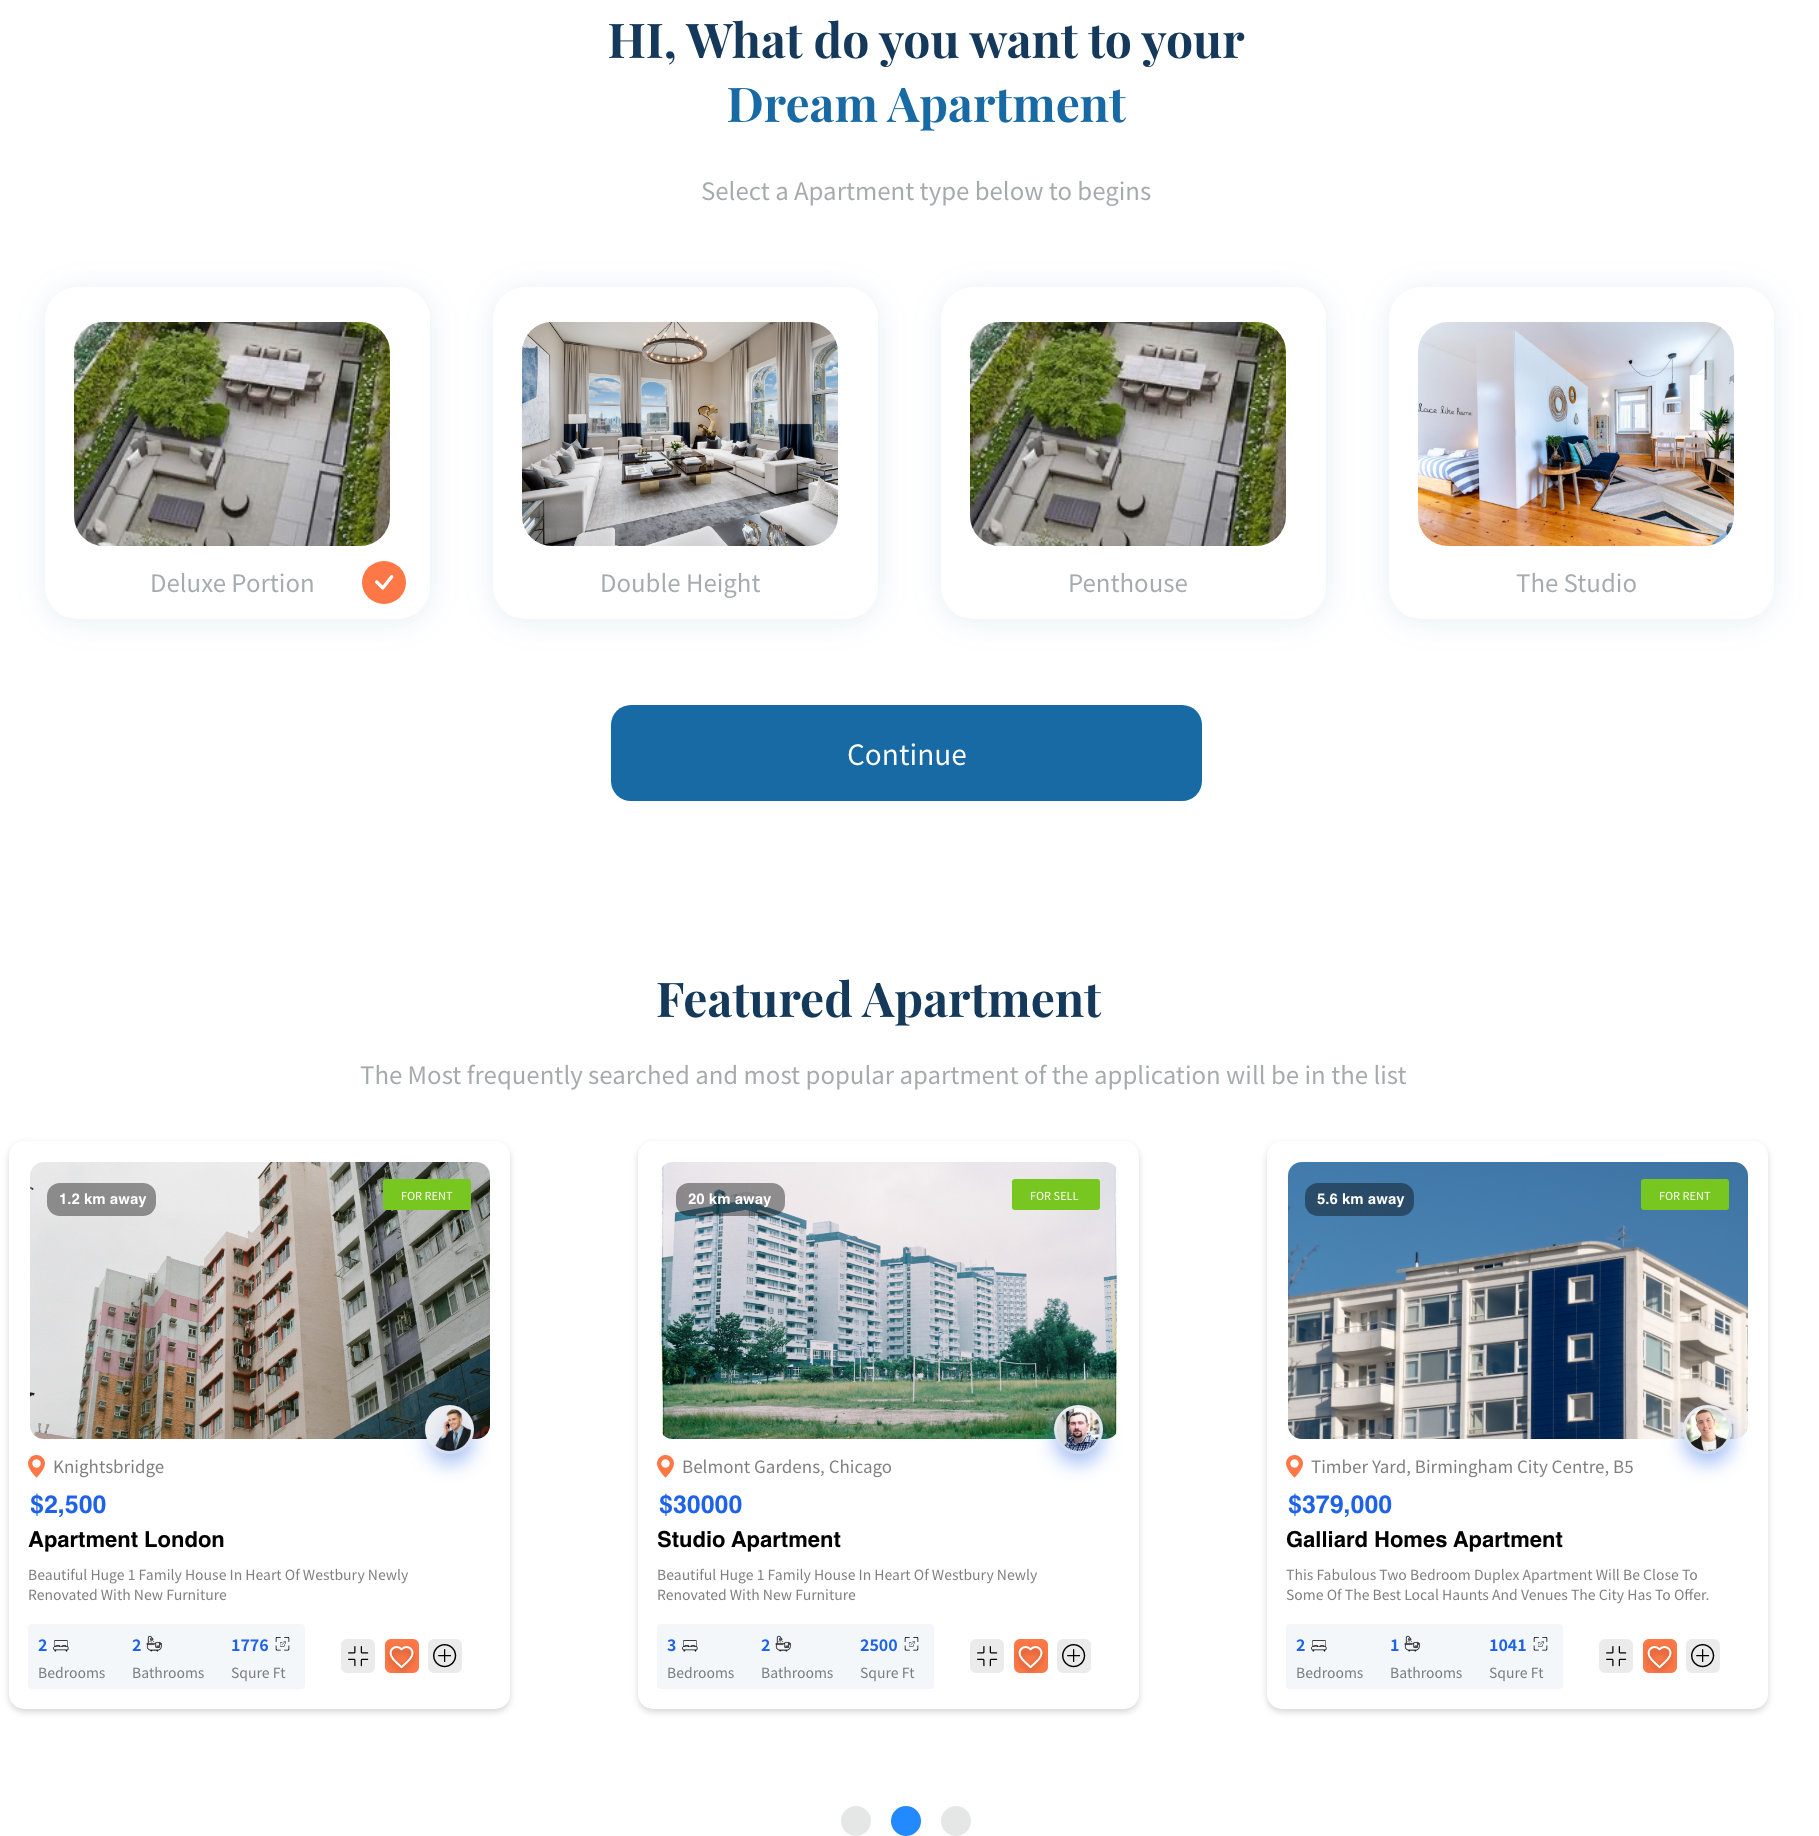 HI, What do you want to your
Dream Apartment
Select a Apartment type below to begins
Deluxe Portion
Double Height
Penthouse
place like home
The Studio
Continue
Featured Apartment
The Most frequently searched and most popular apartment of the application will be in the list
1.2 km away
FOR RENT
Knightsbridge
$2,500
Apartment London
Beautiful Huge 1 Family House In Heart Of Westbury Newly
Renovated With New Furniture
2 2 1776
Bedrooms Bathrooms Squre Ft
20 km away
FOR SELL
Belmont Gardens, Chicago
$30000
Studio Apartment
Beautiful Huge 1 Family House In Heart Of Westbury Newly
Renovated With New Furniture
3 2 2500
Bedrooms Bathrooms Squre Ft
5.6 km away
FOR RENT
Timber Yard, Birmingham City Centre, B5
$379,000
Galliard Homes Apartment
This Fabulous Two Bedroom Duplex Apartment Will Be Close To
Some Of The Best Local Haunts And Venues The City Has To Offer.
2 1 1041
Bedrooms Bathrooms Squre Ft